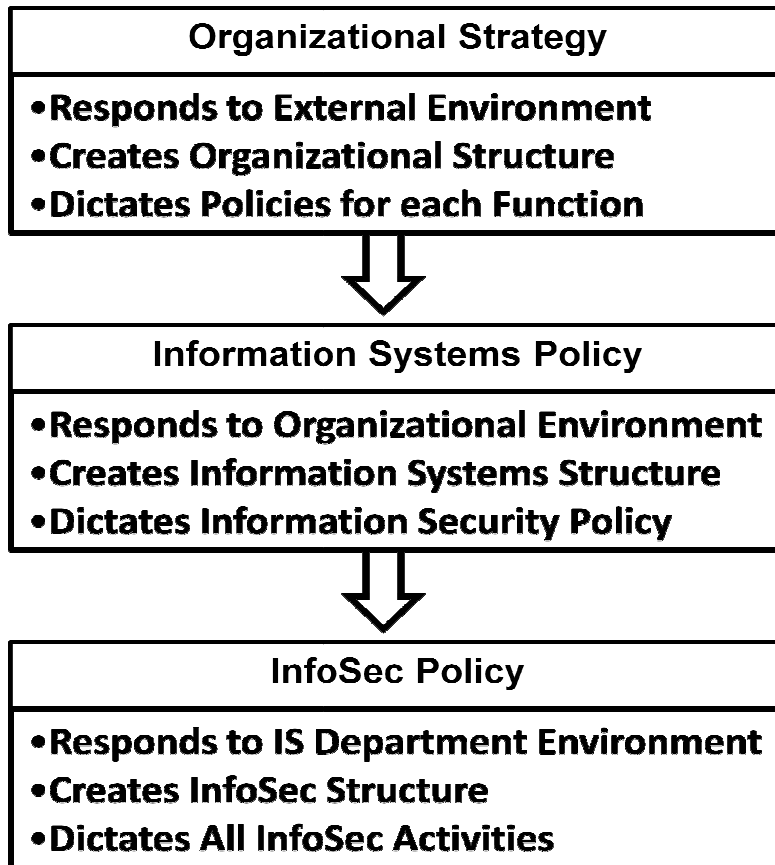 Organizational Strategy
•Responds to External Environment
•Creates Organizational Structure
•Dictates Policies for each Function
Information Systems Policy
•Responds to Organizational Environment
•Creates Information Systems Structure
•Dictates Information Security Policy
InfoSec Policy
•Responds to IS Department Environment
•Creates InfoSec Structure
•Dictates All InfoSec Activities